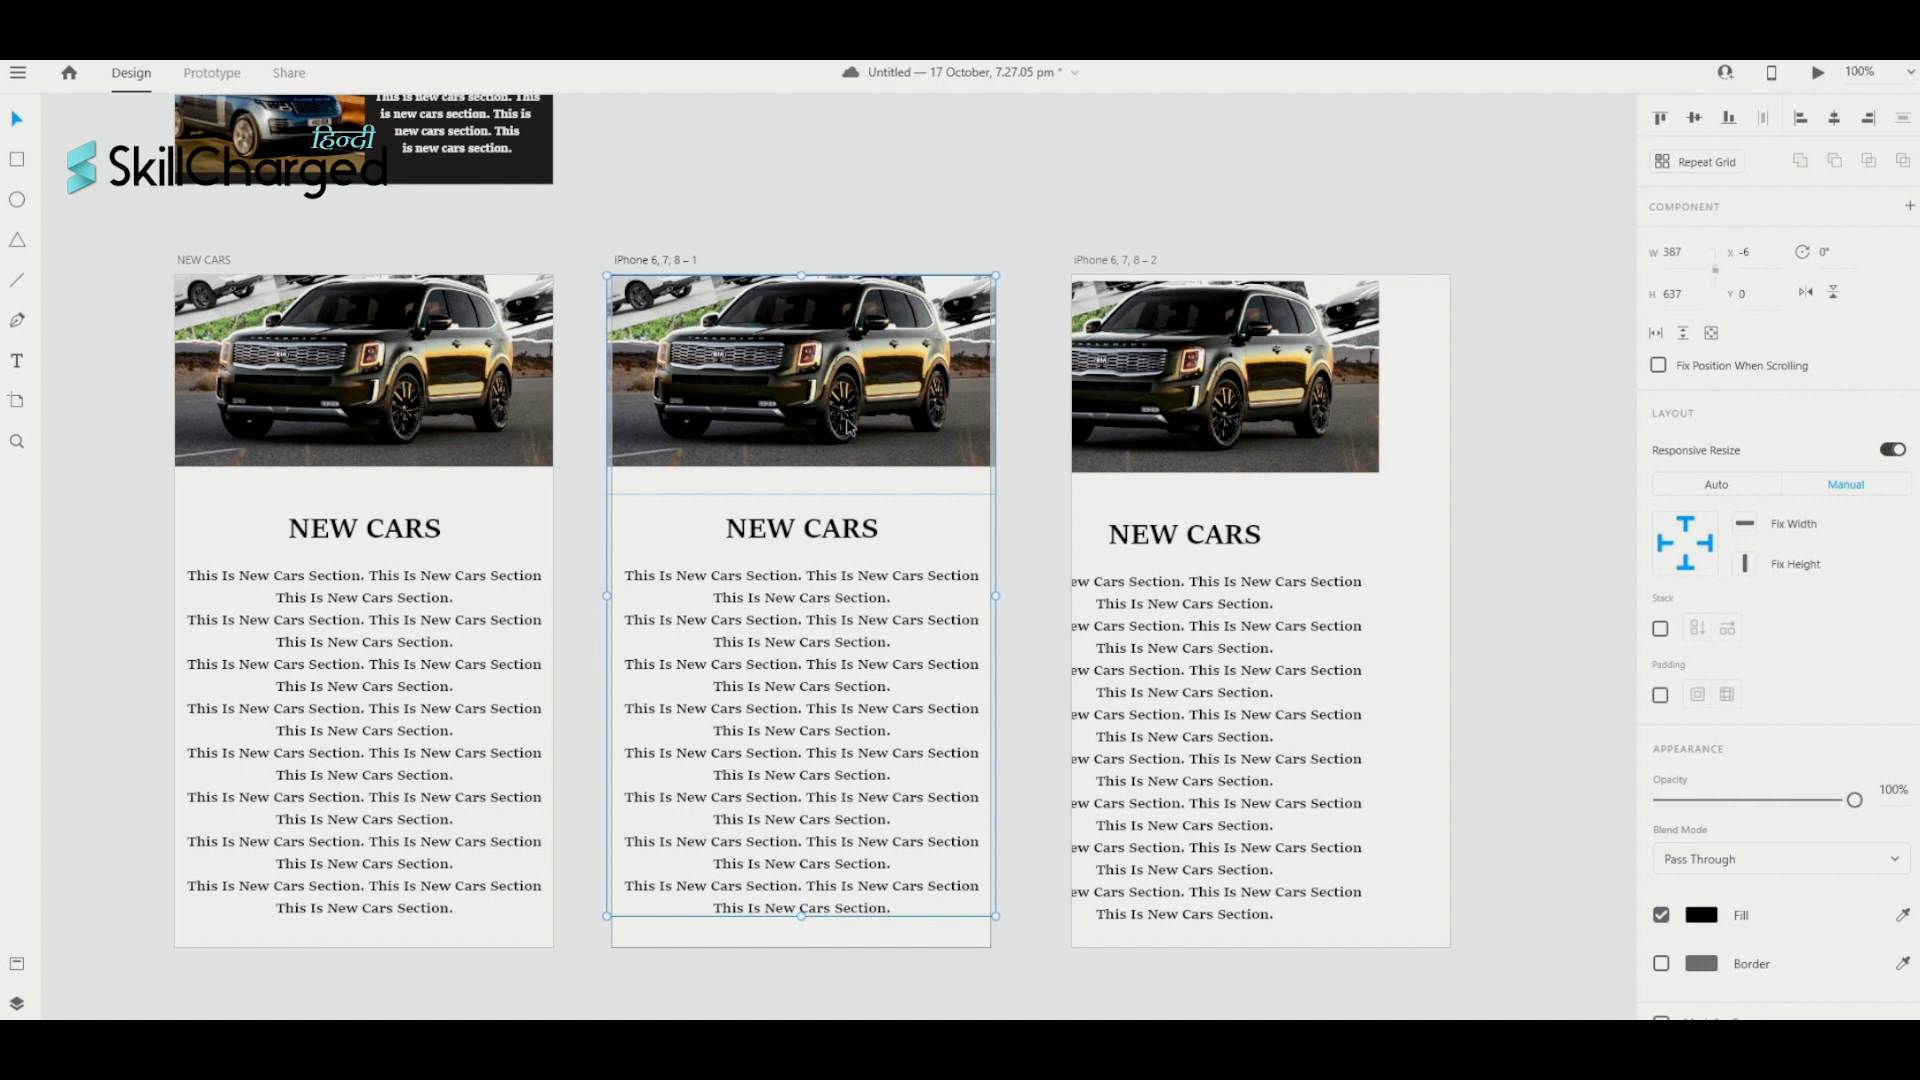 Design
Prototype
Share
Untitled — 17 October, 7.27.05 pm *
100%
This is new cars section. This
is new cars section. This is
new cars section. This
is new cars section.
हिन्दी
SkillCharged
NEW CARS
NEW CARS
This Is New Cars Section. This Is New Cars Section
This Is New Cars Section.
This Is New Cars Section. This Is New Cars Section
This Is New Cars Section.
This Is New Cars Section. This Is New Cars Section
This Is New Cars Section.
This Is New Cars Section. This Is New Cars Section
This Is New Cars Section.
This Is New Cars Section. This Is New Cars Section
This Is New Cars Section.
This Is New Cars Section. This Is New Cars Section
This Is New Cars Section.
This Is New Cars Section. This Is New Cars Section
This Is New Cars Section.
This Is New Cars Section. This Is New Cars Section
This Is New Cars Section.
iPhone 6, 7, 8 – 1
KIA
NEW CARS
This Is New Cars Section. This Is New Cars Section
This Is New Cars Section.
This Is New Cars Section. This Is New Cars Section
This Is New Cars Section.
This Is New Cars Section. This Is New Cars Section
This Is New Cars Section.
This Is New Cars Section. This Is New Cars Section
This Is New Cars Section.
This Is New Cars Section. This Is New Cars Section
This Is New Cars Section.
This Is New Cars Section. This Is New Cars Section
This Is New Cars Section.
This Is New Cars Section. This Is New Cars Section
This Is New Cars Section.
This Is New Cars Section. This Is New Cars Section
This Is New Cars Section.
iPhone 6, 7, 8 – 2
KIA
NEW CARS
ew Cars Section. This Is New Cars Section
This Is New Cars Section.
ew Cars Section. This Is New Cars Section
This Is New Cars Section.
ew Cars Section. This Is New Cars Section
This Is New Cars Section.
ew Cars Section. This Is New Cars Section
This Is New Cars Section.
ew Cars Section. This Is New Cars Section
This Is New Cars Section.
ew Cars Section. This Is New Cars Section
This Is New Cars Section.
ew Cars Section. This Is New Cars Section
This Is New Cars Section.
ew Cars Section. This Is New Cars Section
This Is New Cars Section.
Repeat Grid
COMPONENT
W 387 X -6 0°
H 637 Y 0
Fix Position When Scrolling
LAYOUT
Responsive Resize
Auto Manual
Fix Width
Fix Height
Stack
Padding
APPEARANCE
Opacity
100%
Blend Mode
Pass Through
Fill
Border